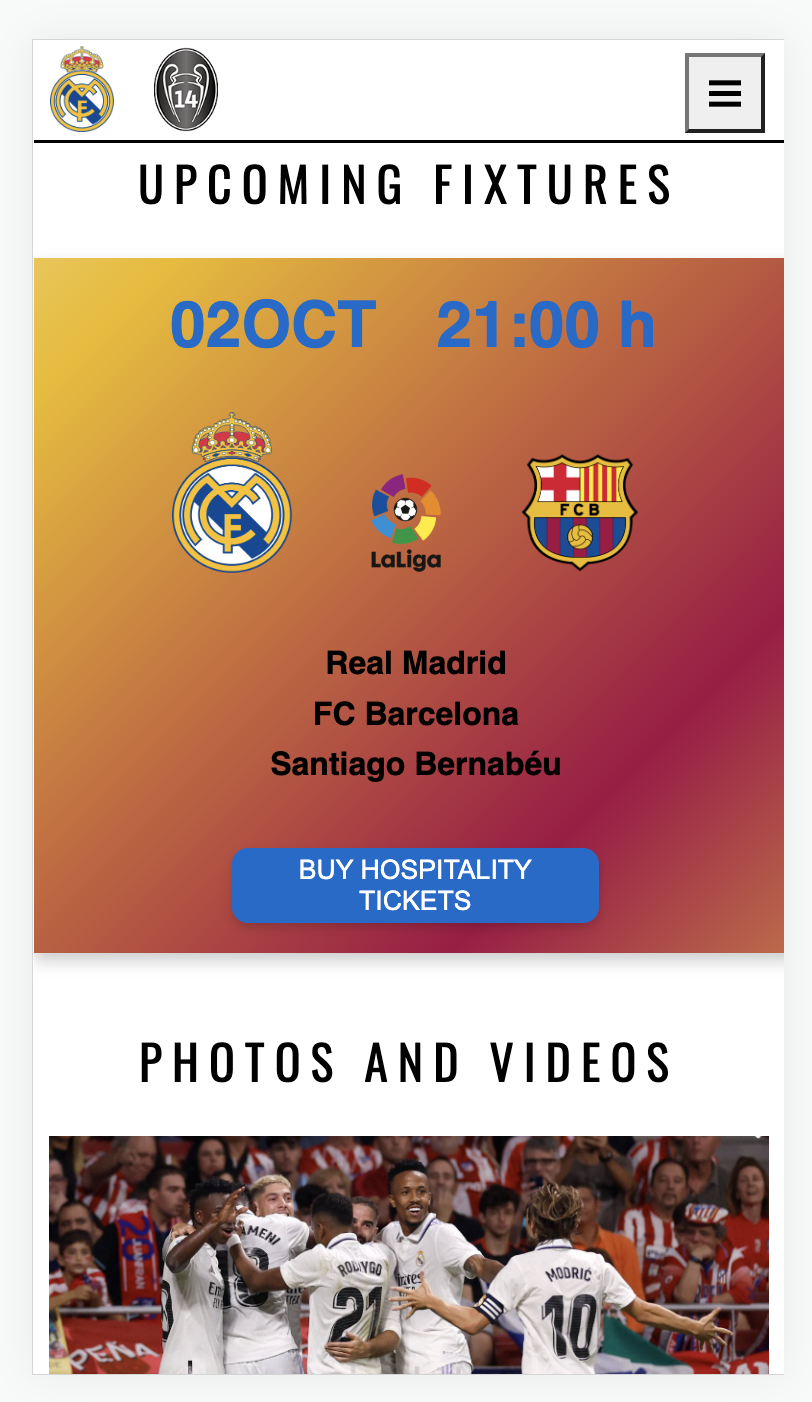 14
UPCOMING FIXTURES
02OCT 21:00 h
LaLiga
FCB
Real Madrid
FC Barcelona
Santiago Bernabéu
BUY HOSPITALITY
TICKETS
PHOTOS AND VIDEOS
RODRYGO
21
MODRIĆ
10
PEÑA